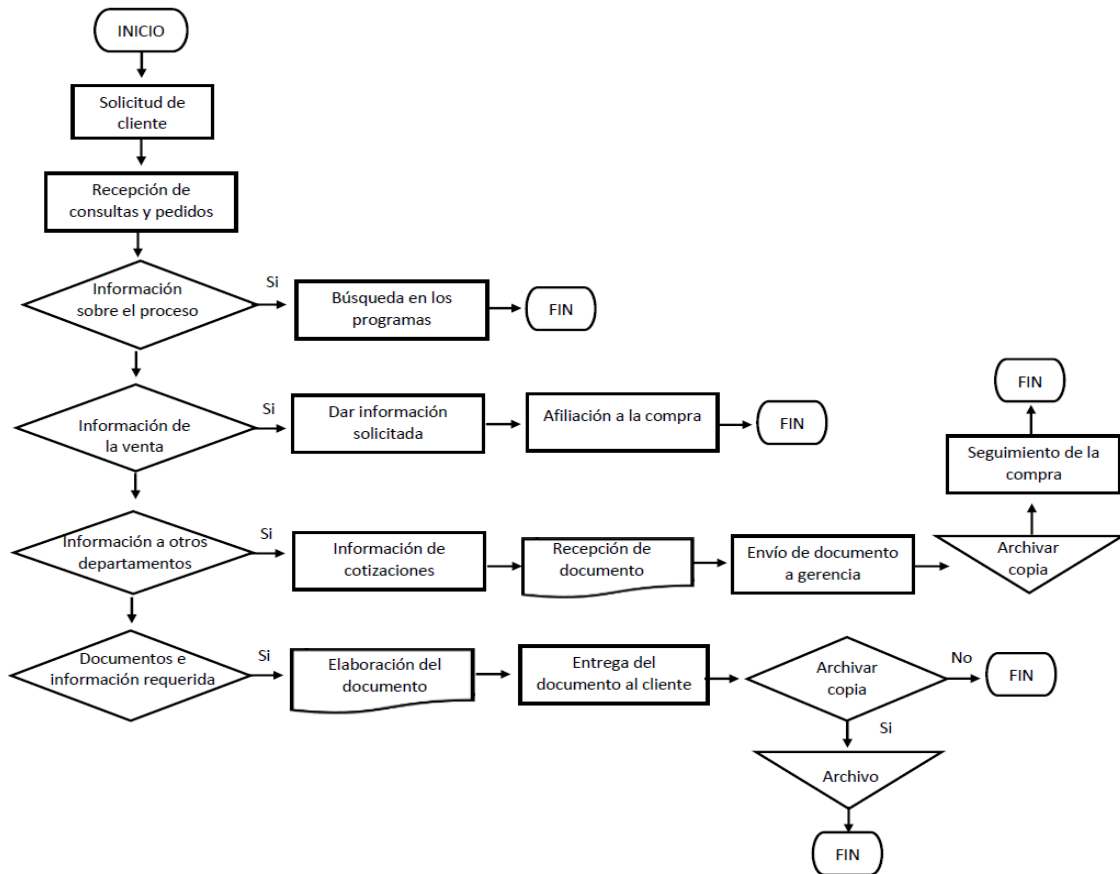 INICIO
Solicitud de
cliente
Recepción de
consultas y pedidos
Información
sobre el proceso
Si
Búsqueda en los
programas
FIN
Información de
la venta
Si
Dar información
solicitada
Afiliación a la compra
FIN
Información a otros
departamentos
Si
Información de
cotizaciones
Recepción de
documento
Envío de documento
a gerencia
Archivar
copia
Seguimiento de la
compra
FIN
Documentos e
información requerida
Si
Elaboración del
documento
Entrega del
documento al cliente
Archivar
copia
No
FIN
Si
Archivo
FIN